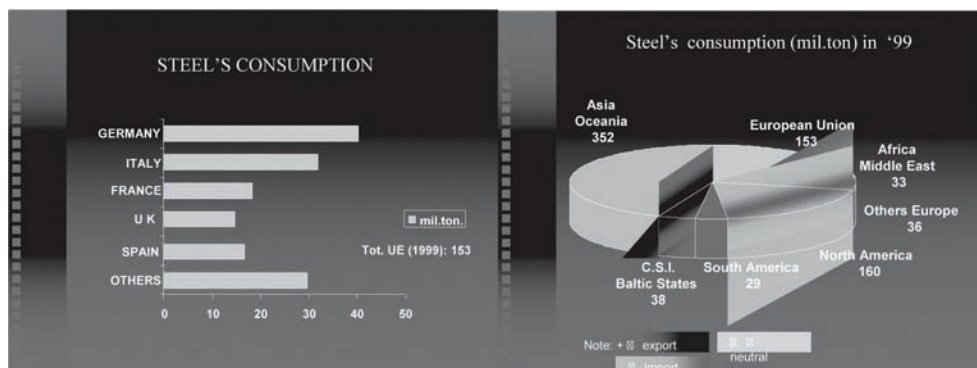 STEEL'S CONSUMPTION
GERMANY
ITALY
FRANCE
U K
SPAIN
OTHERS
0 10 20 30 40 50
mil.ton.
Tot. UE (1999): 153
Steel's consumption (mil.ton) in '99
Asia
Oceania
352
European Union
153
Africa
Middle East
33
Others Europe
36
North America
160
South America
29
C.S.I.
Baltic States
38
Note: + export
import
neutral